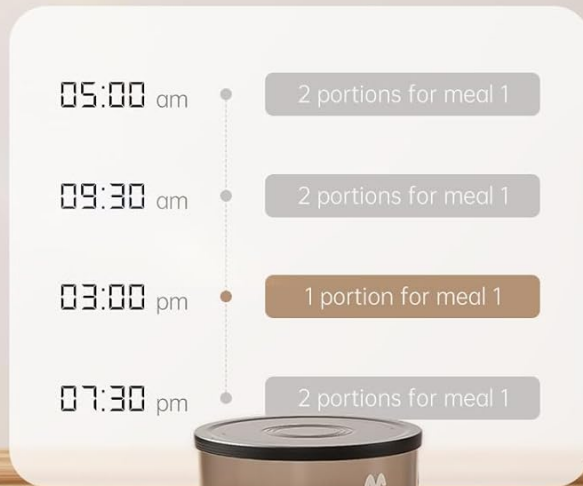 05:00 am 2 portions for meal 1
09:30 am 2 portions for meal 1
03:00 pm 1 portion for meal 1
07:30 pm 2 portions for meal 1